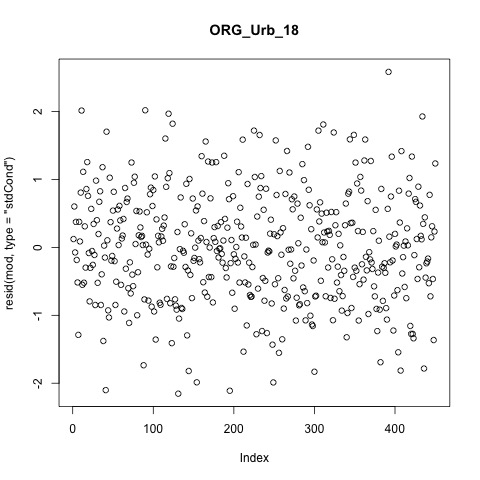 ORG_Urb_18
resid(mod, type = "stdCond")
2
1
0
-1
-2
0 100 200 300 400
Index